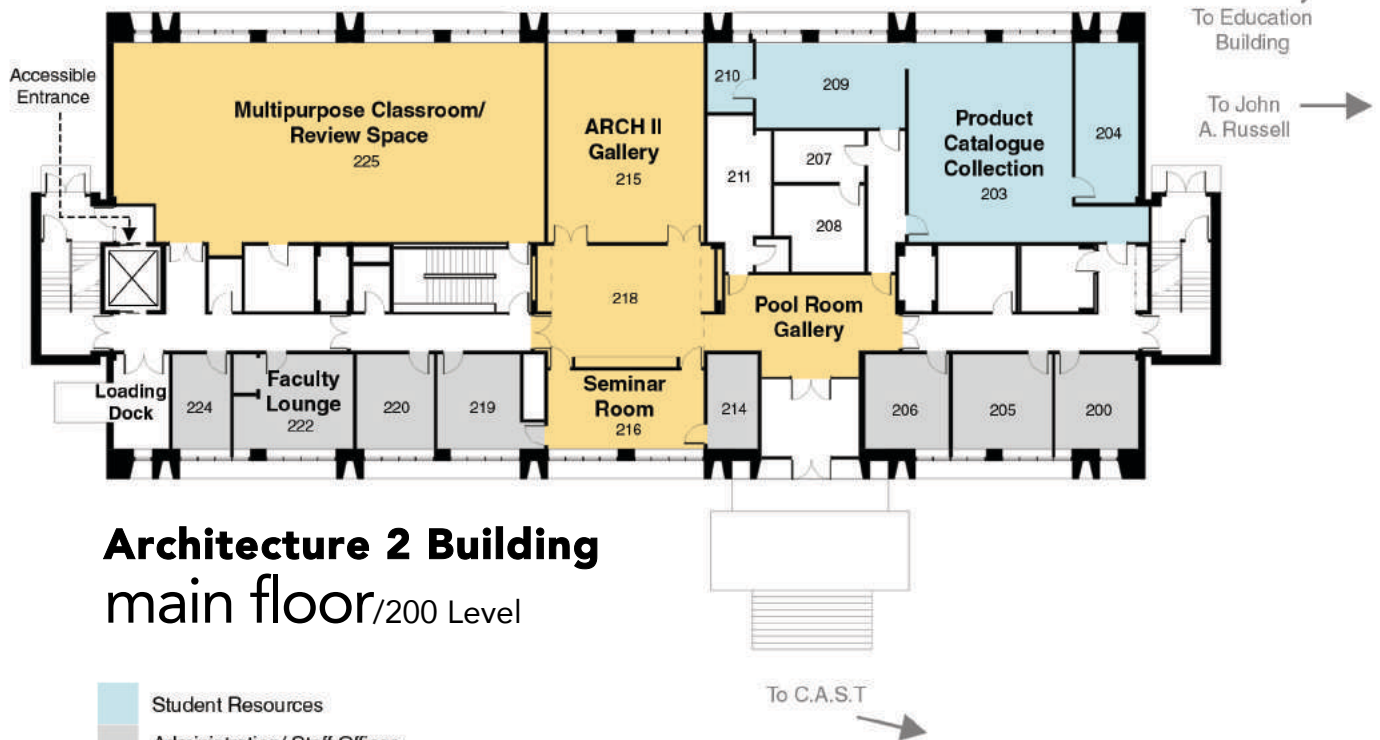 To Education
Building
Accessible
Entrance
To John
A. Russell
Multipurpose Classroom/
Review Space
225
ARCH II
Gallery
215
210
209
Product
Catalogue
Collection
203
204
211
207
208
218
Pool Room
Gallery
Loading
Dock
224
Faculty
Lounge
222
220
219
Seminar
Room
216
214
206
205
200
Architecture 2 Building
main floor/200 Level
Student Resources
To C.A.S.T